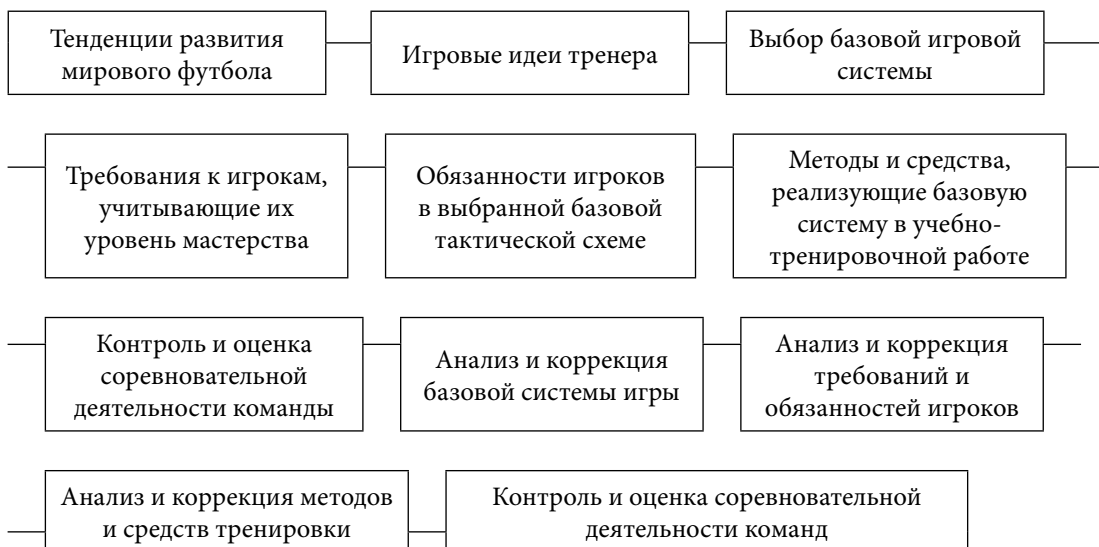 Тенденции развития
мирового футбола
Игровые идеи тренера
Выбор базовой игровой
системы
Требования к игрокам,
учитывающие их
уровень мастерства
Обязанности игроков
в выбранной базовой
тактической схеме
Методы и средства,
реализующие базовую
систему в учебно-
тренировочной работе
Контроль и оценка
соревновательной
деятельности команды
Анализ и коррекция
базовой системы игры
Анализ и коррекция
требований и
обязанностей игроков
Анализ и коррекция методов
и средств тренировки
Контроль и оценка соревновательной
деятельности команд